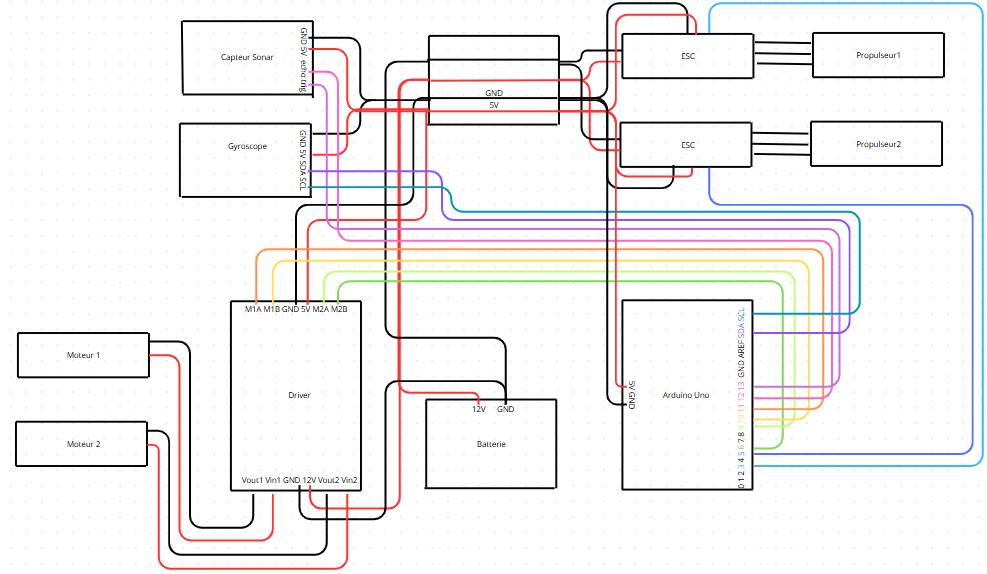 Capteur Sonar
GND 5V echo trig
Gyroscope
GND 5V SDA SCL
GND
5V
ESC
Propulseur1
ESC
Propulseur2
M1A M1B GND 5V M2A M2B
Driver
Vout1 Vin1 GND 12V Vout2 Vin2
Moteur 1
Moteur 2
12V GND
Batterie
5V GND
Arduino Uno
0 1 2 3 4 5 6 7 8 9 10 11 12 13 GND AREF SDA SCL